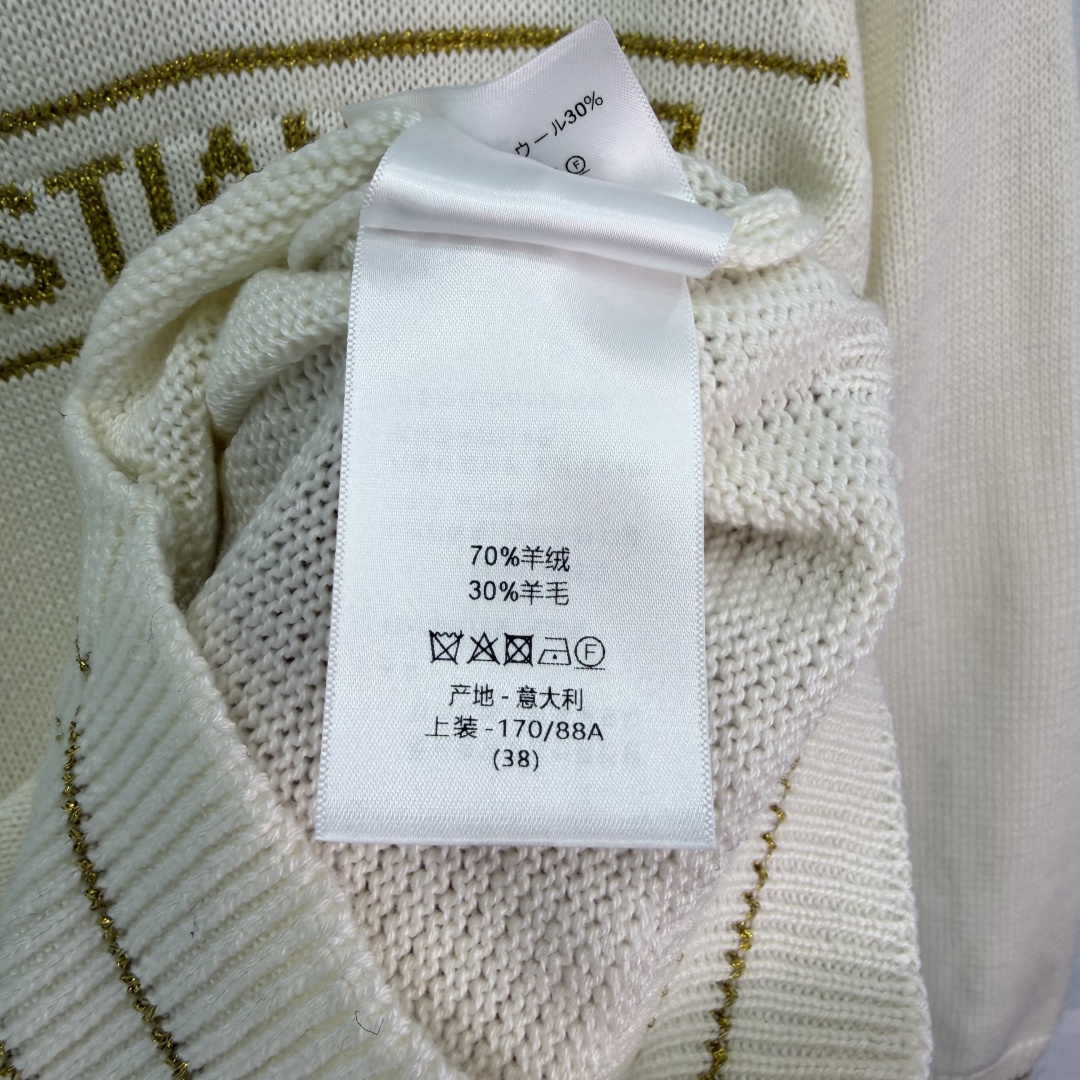 STIA
ウール30%
F
70%羊绒
30%羊毛
F
产地 - 意大利
上装 -170/88A
(38)